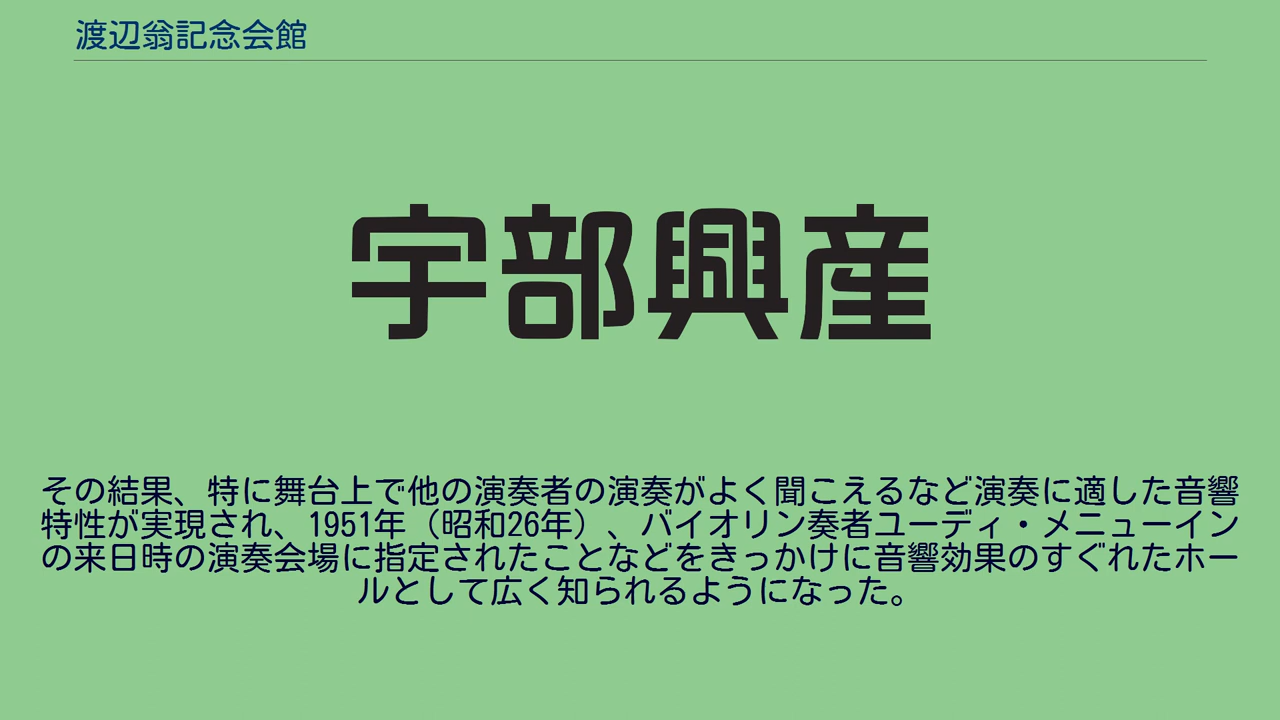 渡辺翁記念会館
宇部興産
その結果、特に舞台上で他の演奏者の演奏がよく聞こえるなど演奏に適した音響
特性が実現され、1951年（昭和26年）、バイオリン奏者ユーディ・メニューイン
の来日時の演奏会場に指定されたことなどをきっかけに音響効果のすぐれたホー
ルとして広く知られるようになった。